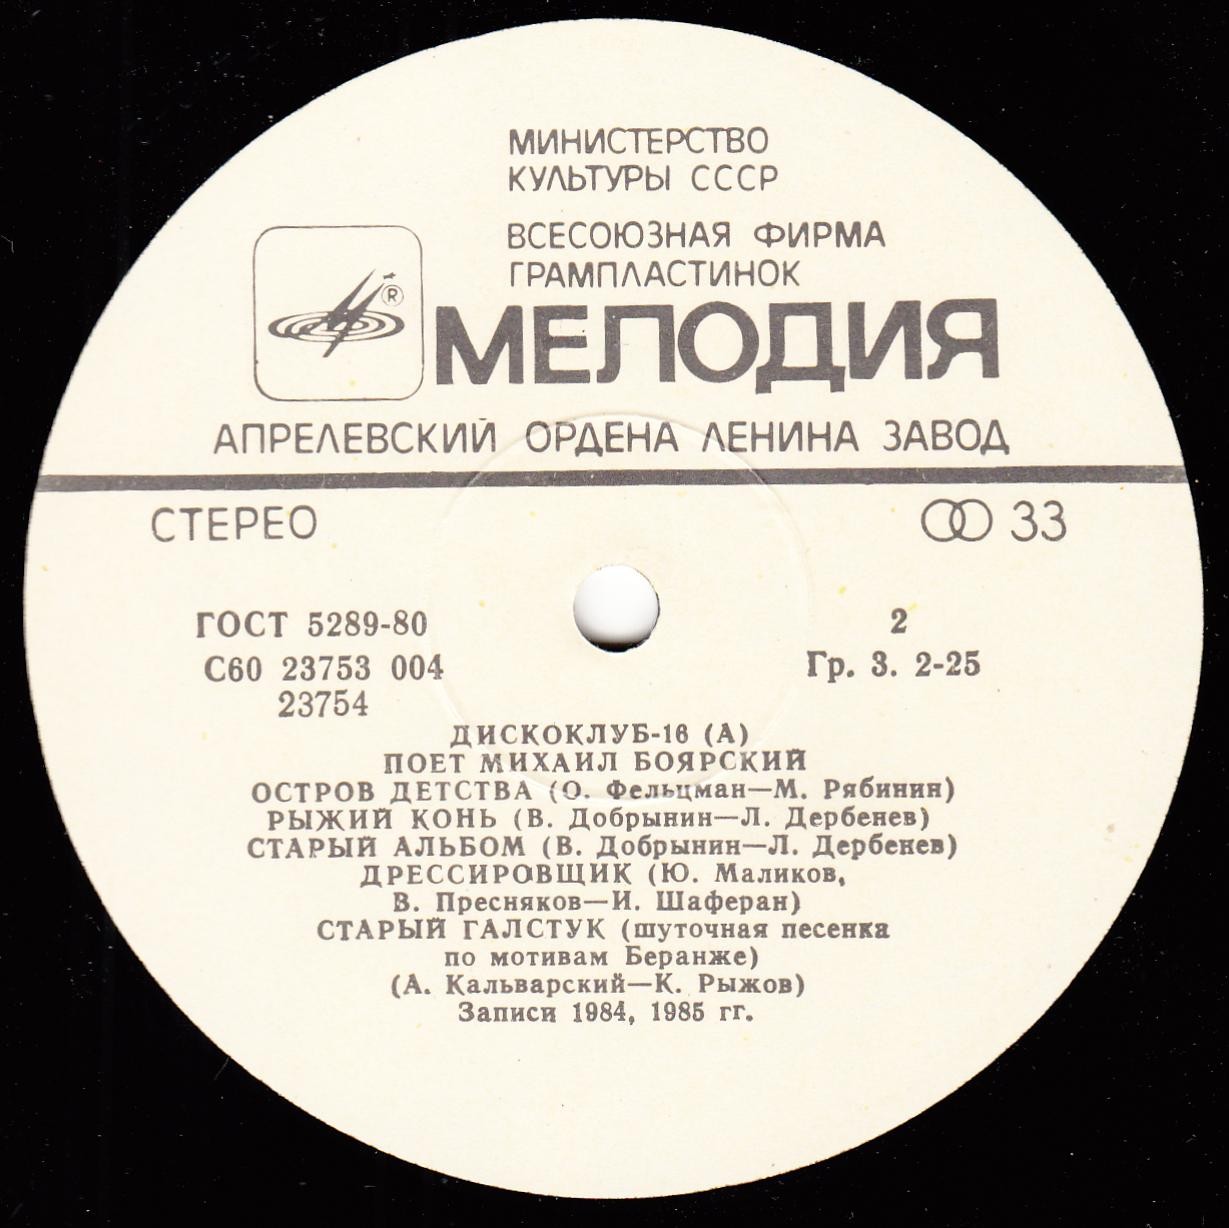 МИНИСТЕРСТВО
КУЛЬТУРЫ СССР
ВСЕСОЮЗНАЯ ФИРМА
ГРАМПЛАСТИНОК
®
МЕЛОДИЯ
АПРЕЛЕВСКИЙ ОРДЕНА ЛЕНИНА ЗАВОД
СТЕРЕО 33
ГОСТ 5289-80 2
С60 23753 004 Гр. 3. 2-25
23754
ДИСКОКЛУБ-16 (А)
ПОЕТ МИХАИЛ БОЯРСКИЙ
ОСТРОВ ДЕТСТВА (О. Фельцман—М. Рябинин)
РЫЖИЙ КОНЬ (В. Добрынин—Л. Дербенев)
СТАРЫЙ АЛЬБОМ (В. Добрынин—Л. Дербенев)
ДРЕССИРОВЩИК (Ю. Маликов,
В. Пресняков—И. Шаферан)
СТАРЫЙ ГАЛСТУК (шуточная песенка
по мотивам Беранже)
(А. Кальварский—К. Рыжов)
Записи 1984, 1985 гг.